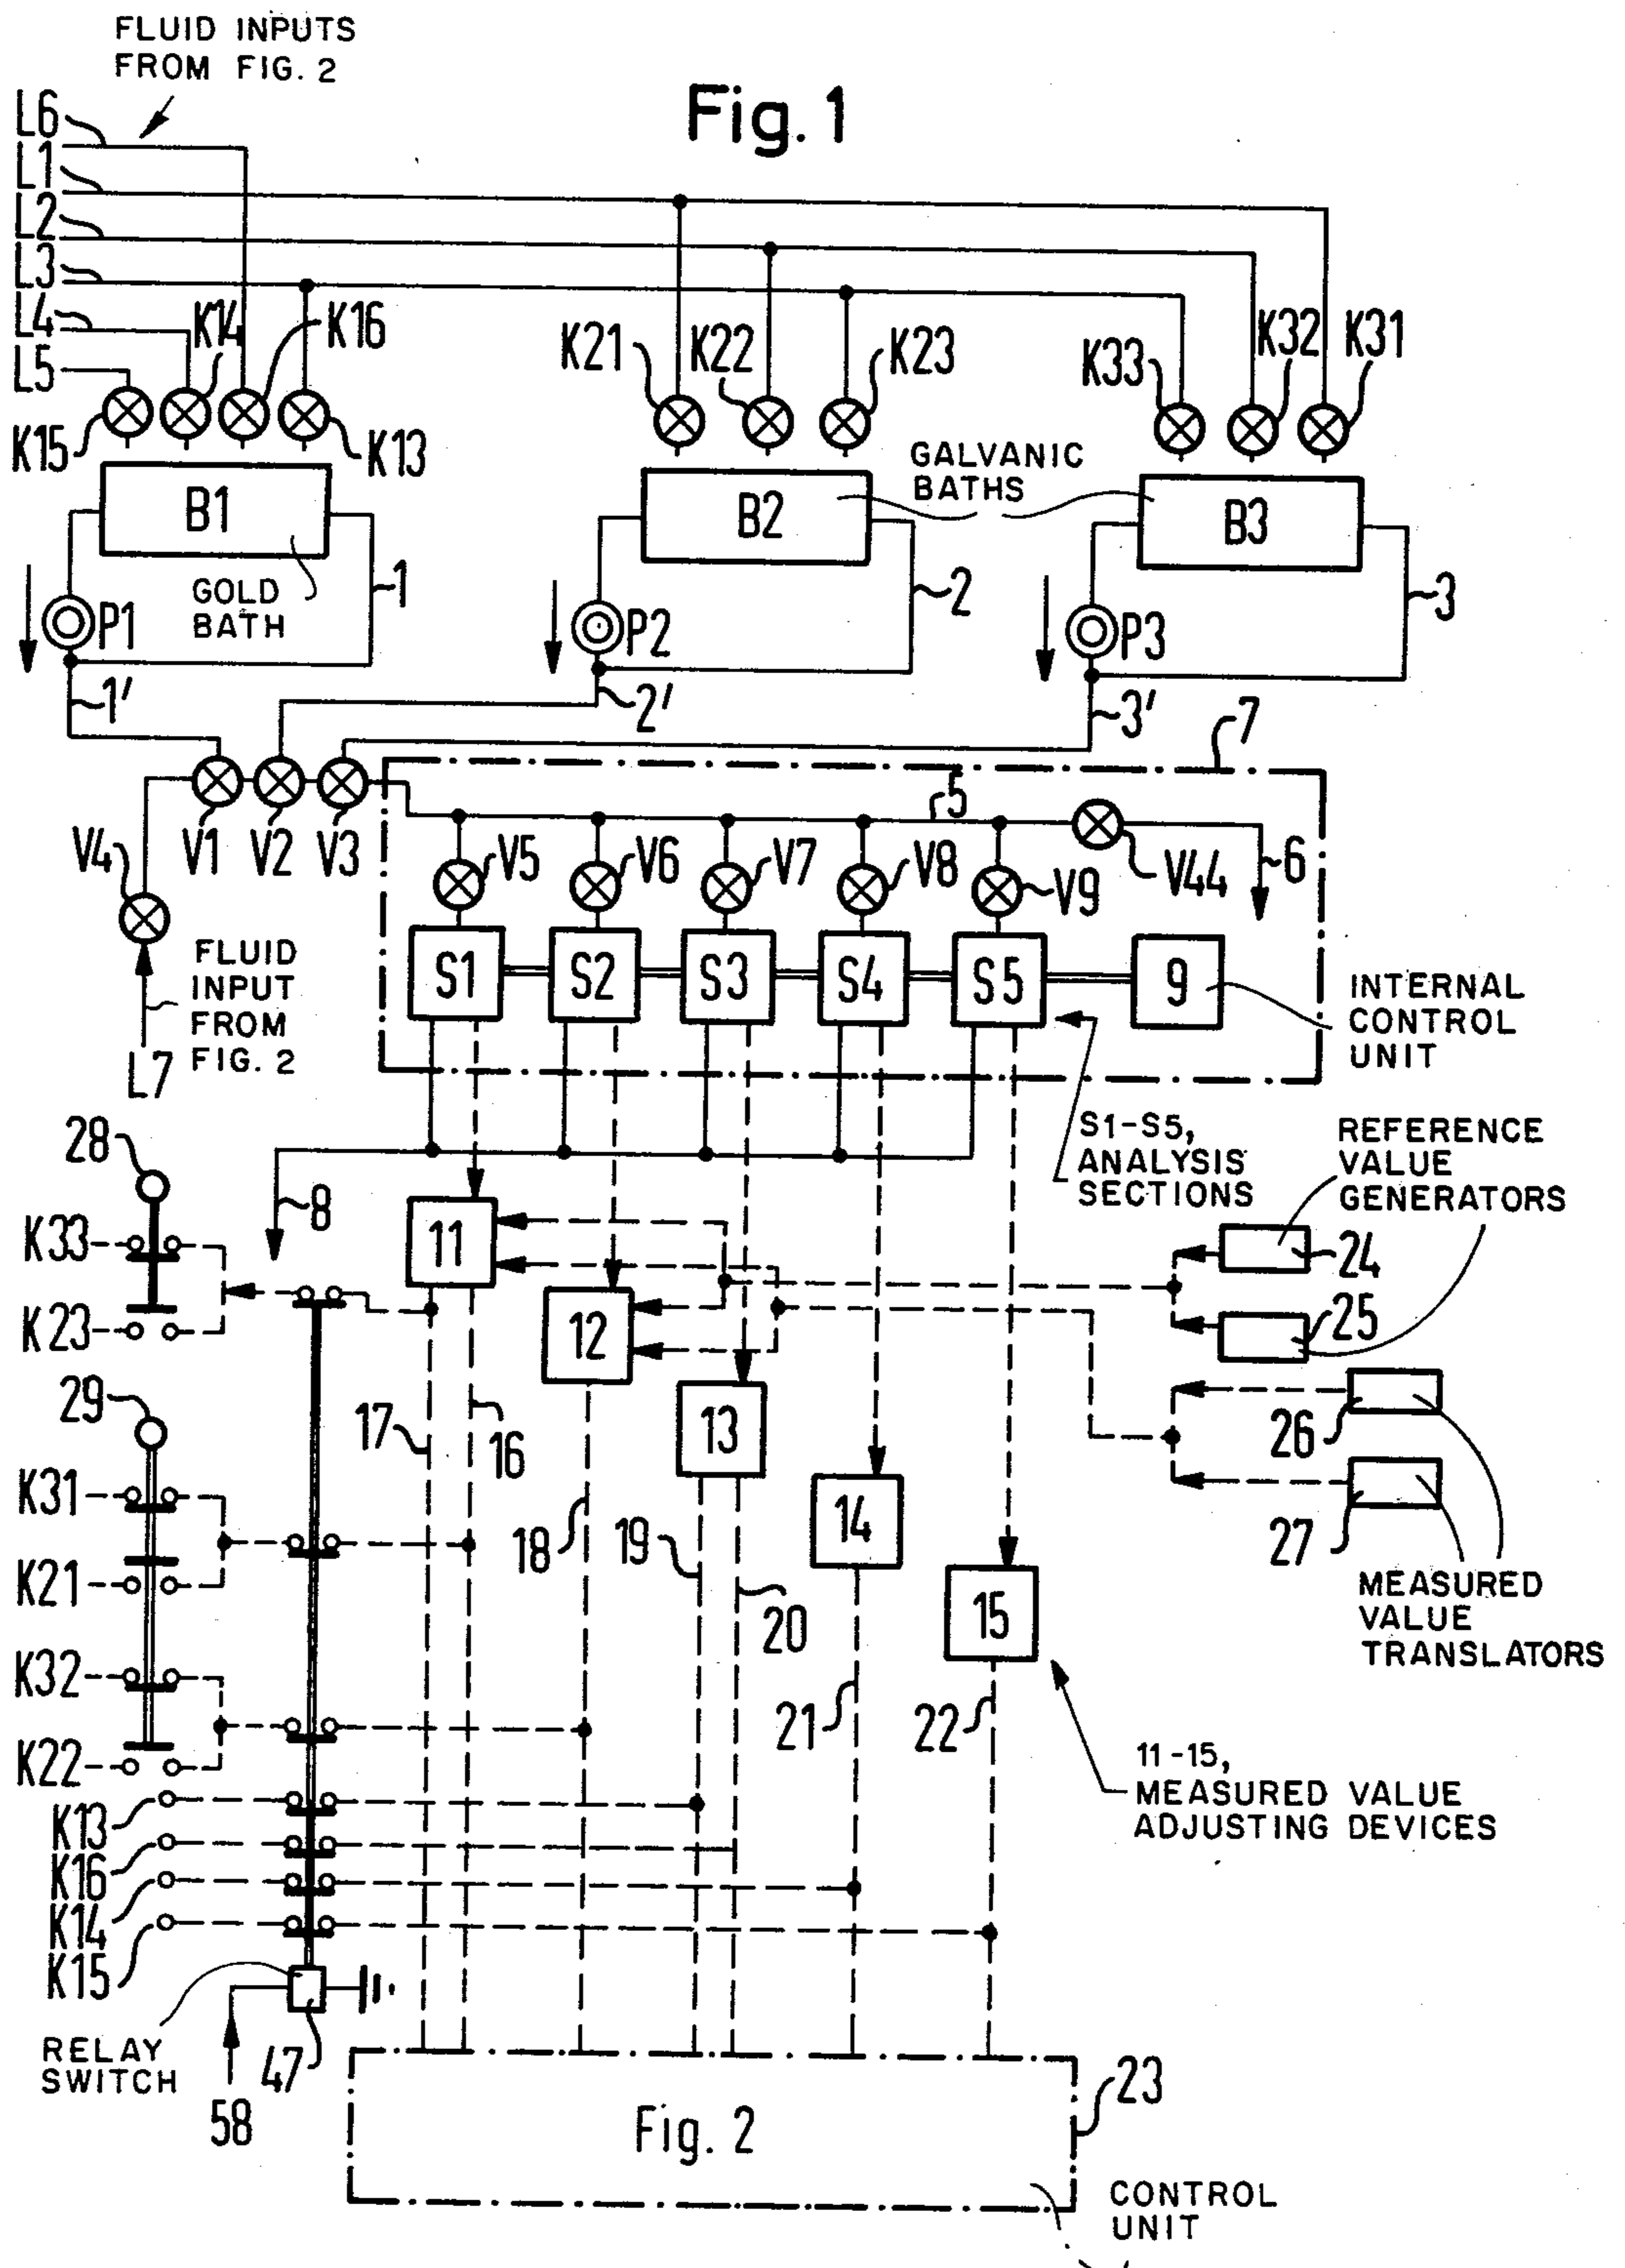 FLUID INPUTS
FROM FIG. 2
Fig. 1
L6
L1
L2
L3
L4
L5
K14
K16
K15
K13
K21
K22
K23
K33
K32
K31
GALVANIC
BATHS
B1
B2
B3
GOLD
BATH
P1
1
P2
2
P3
3
1′
2′
3′
7
V4
V1
V2
V3
5
V5
V6
V7
V8
V9
V44
6
S1
S2
S3
S4
S5
9
FLUID
INPUT
FROM
FIG. 2
L7
INTERNAL
CONTROL
UNIT
S1-S5,
ANALYSIS
SECTIONS
REFERENCE
VALUE
GENERATORS
28
8
K33
K23
11
12
13
14
15
24
25
26
27
29
17
16
18
19
20
21
22
K31
K21
K32
K22
K13
K16
K14
K15
MEASURED
VALUE
TRANSLATORS
11-15,
MEASURED VALUE
ADJUSTING DEVICES
RELAY
SWITCH
47
58
Fig. 2
23
CONTROL
UNIT